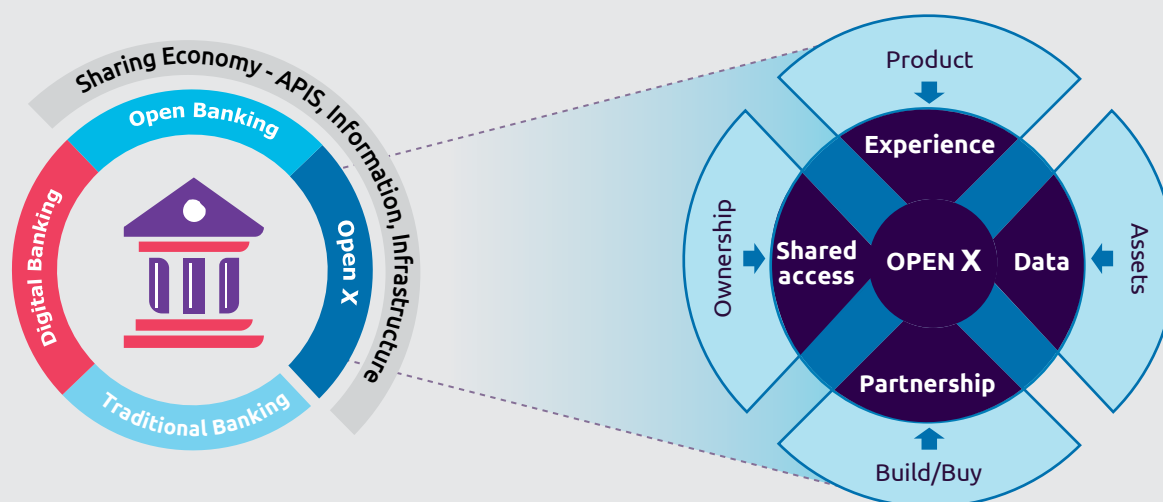 Sharing Economy - APIS, Information, Infrastructure
Open Banking
Digital Banking
Open X
Traditional Banking
Product
Experience
Ownership
Shared
access
OPEN X
Data
Assets
Partnership
Build/Buy